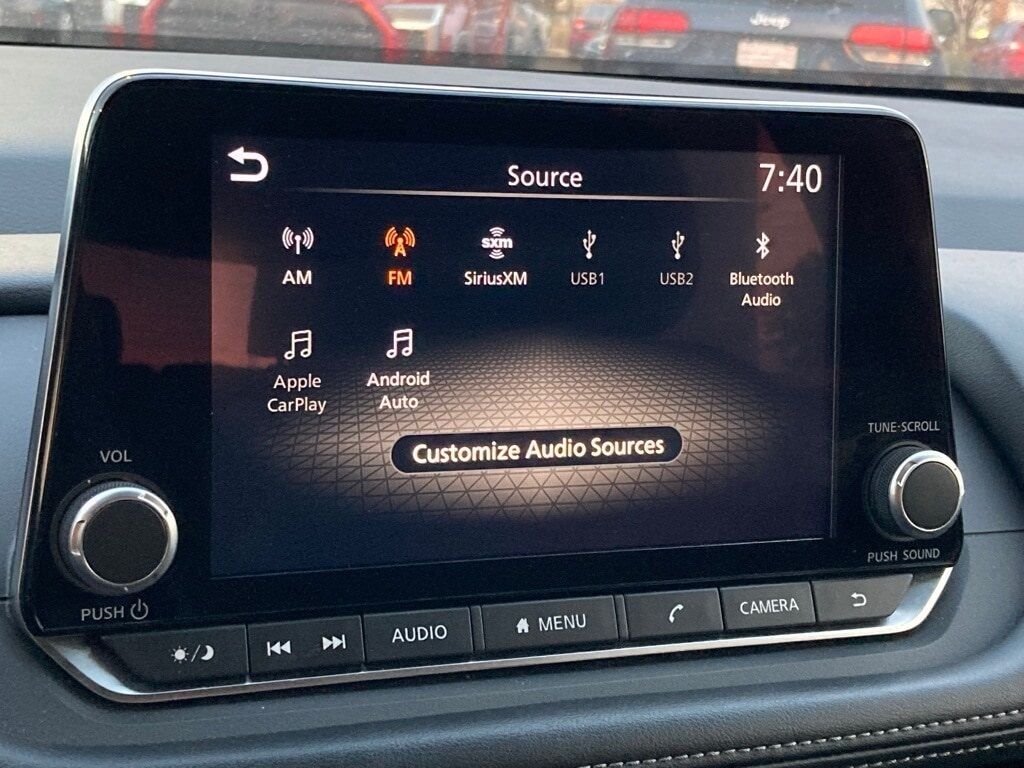 Jeep
Source
7:40
AM
FM
sxm
SiriusXM
USB1
USB2
Bluetooth
Audio
Apple
CarPlay
Android
Auto
Customize Audio Sources
VOL
PUSH
TUNE·SCROLL
PUSH SOUND
AUDIO
MENU
CAMERA